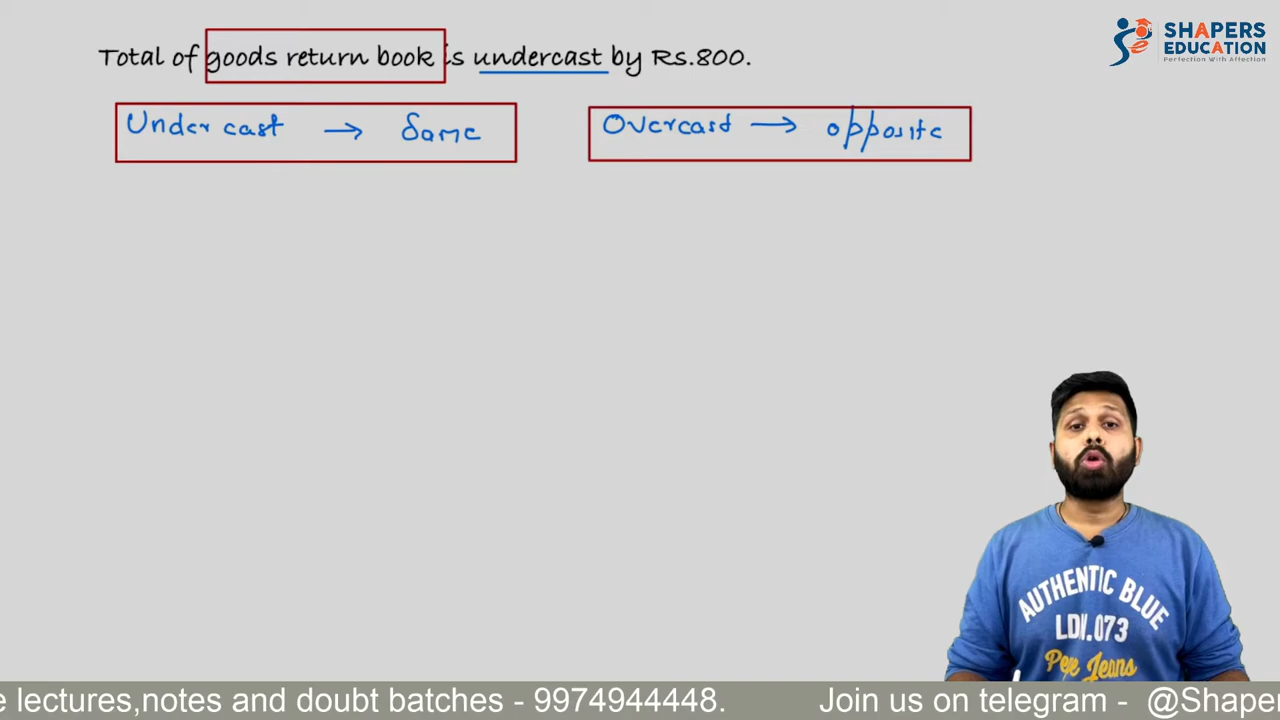 SHAPERS
EDUCATION
Perfection With Affection
Total of goods return book is undercast by Rs.800.
Under cast → Same
Overcast → opposite
AUTHENTIC BLUE
LDN.073
Pepe Jeans
e lectures,notes and doubt batches - 9974944448. Join us on telegram - @Shaper